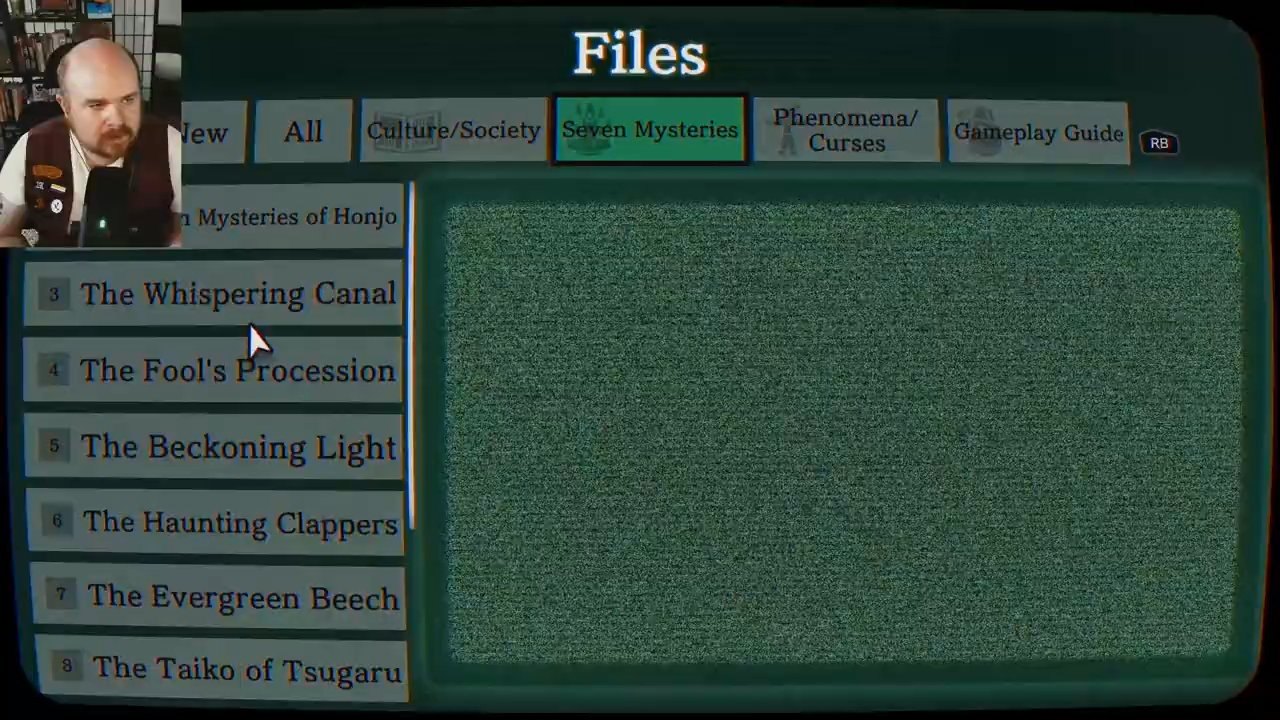 Files
New
All
Culture/Society
Seven Mysteries
Phenomena/
Curses
Gameplay Guide
RB
n Mysteries of Honjo
3 The Whispering Canal
4 The Fool's Procession
5 The Beckoning Light
6 The Haunting Clappers
7 The Evergreen Beech
8 The Taiko of Tsugaru